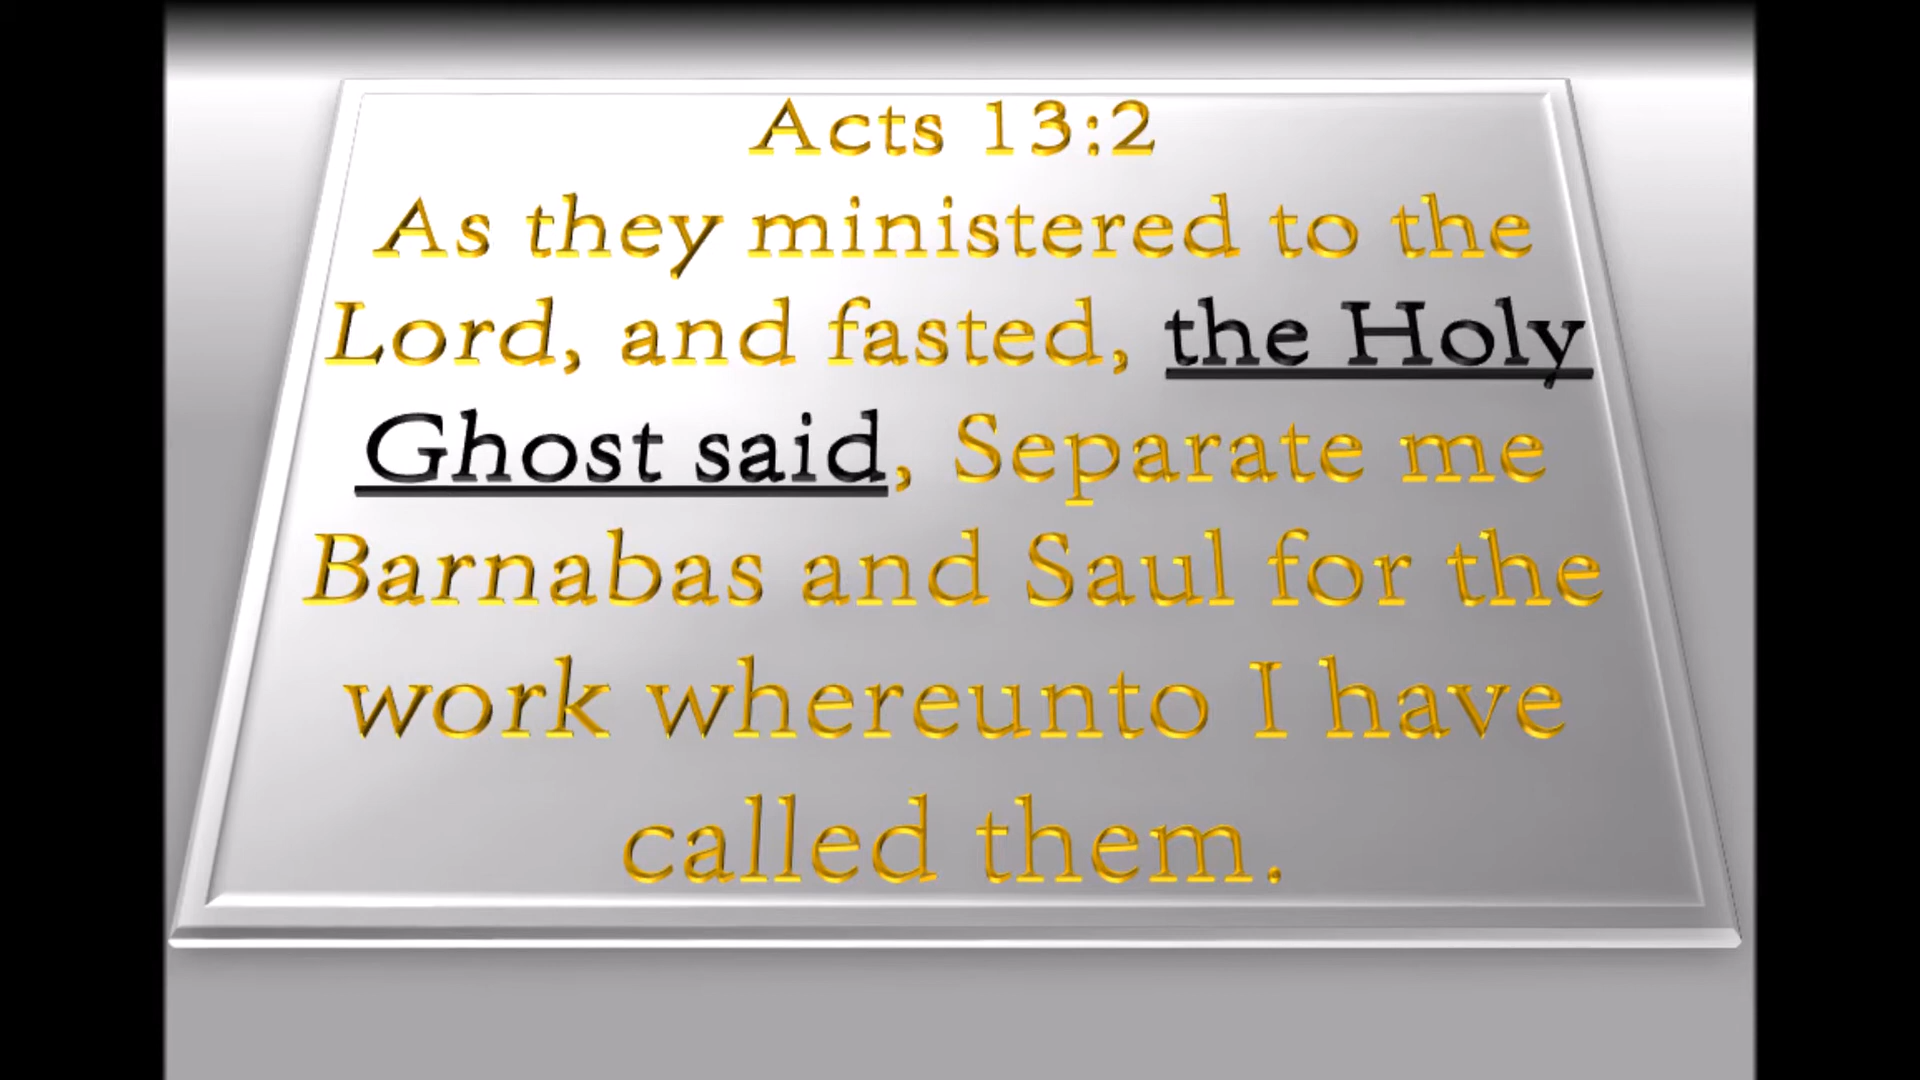 Acts 13:2
As they ministered to the
Lord, and fasted, the Holy
Ghost said, Separate me
Barnabas and Saul for the
work whereunto I have
called them.